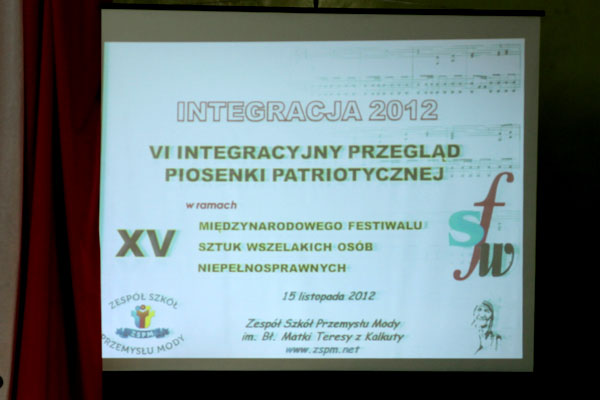 INTEGRACJA 2012
VI INTEGRACYJNY PRZEGLĄD
PIOSENKI PATRIOTYCZNEJ
w ramach
XV
MIĘDZYNARODOWEGO FESTIWALU
SZTUK WSZELAKICH OSÓB
NIEPEŁNOSPRAWNYCH
sfw
15 listopada 2012
ZESPÓŁ SZKÓŁ
ZSPM
PRZEMYSŁU MODY
Zespół Szkół Przemysłu Mody
im. Bł. Matki Teresy z Kalkuty
www.zspm.net